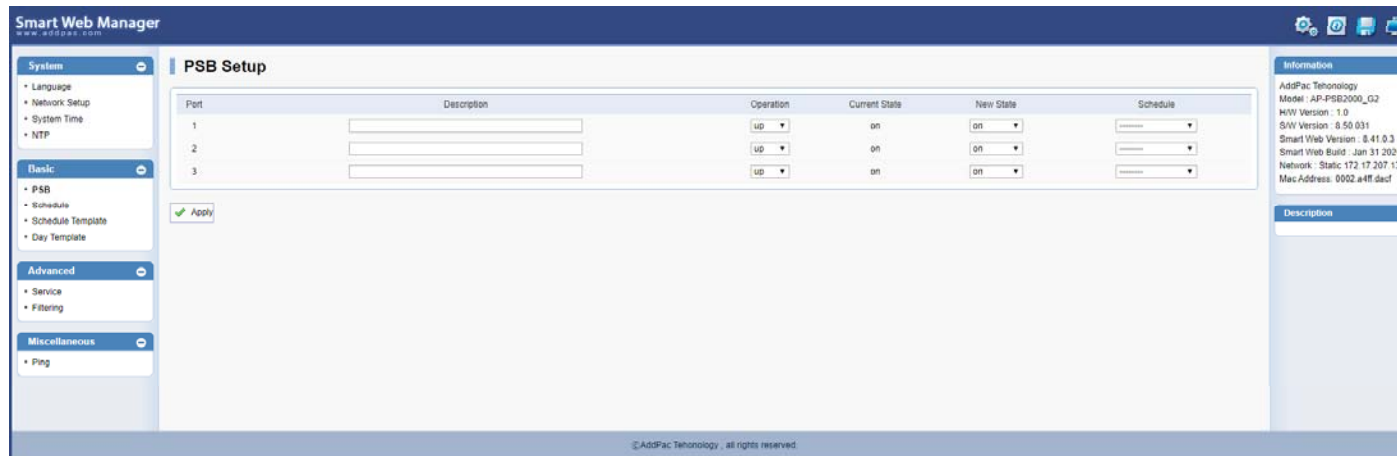 Smart Web Manager
www.addpac.com
System
Language
Network Setup
System Time
NTP
Basic
PSB
Schedule
Schedule Template
Day Template
Advanced
Service
Filtering
Miscellaneous
Ping
PSB Setup
Port Description Operation Current State New State Schedule
1 up on on --------
2 up on on --------
3 up on on --------
Apply
Information
AddPac Tehonology
Model : AP-PSB2000_G2
H/W Version : 1.0
S/W Version : 8.50.031
Smart Web Version : 8.41.0.3
Smart Web Build : Jan 31 202
Network : Static 172.17.207.1
Mac Address: 0002.a4ff.dacf
Description
©AddPac Tehonology , all rights reserved.